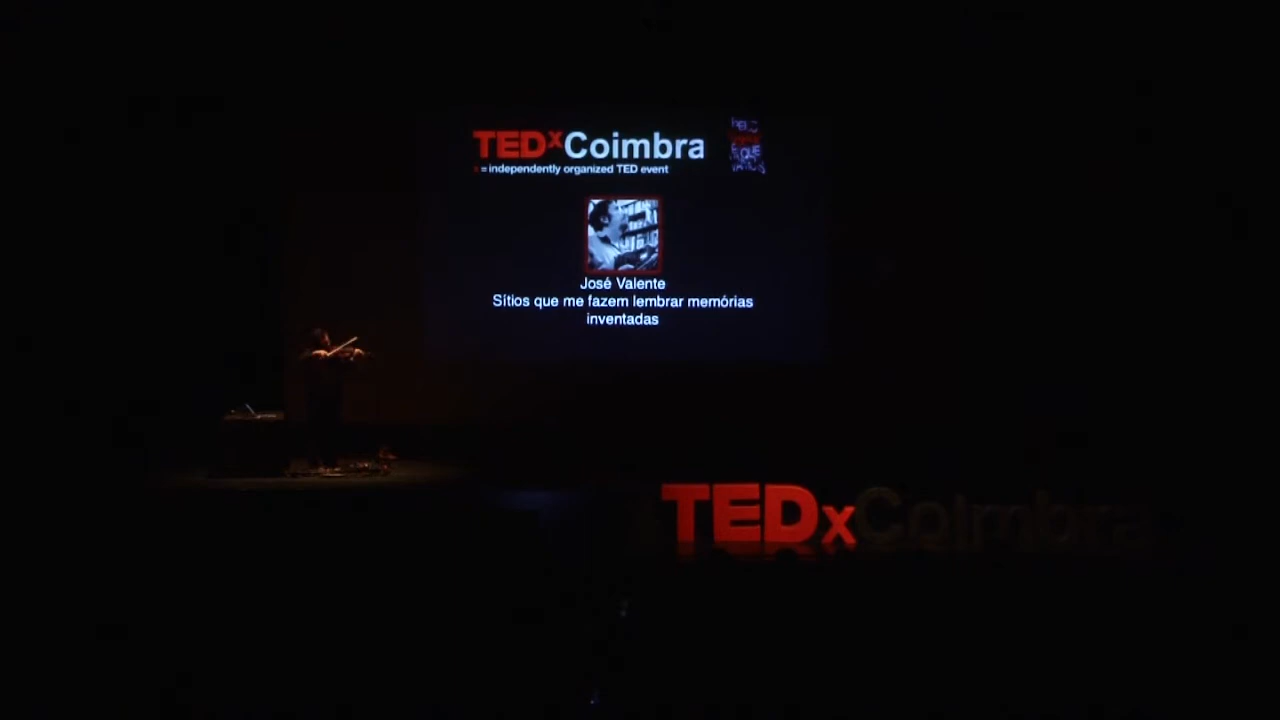 TEDxCoimbra
x = independently organized TED event
José Valente
Sítios que me fazem lembrar memórias
inventadas
TEDxCoimbra